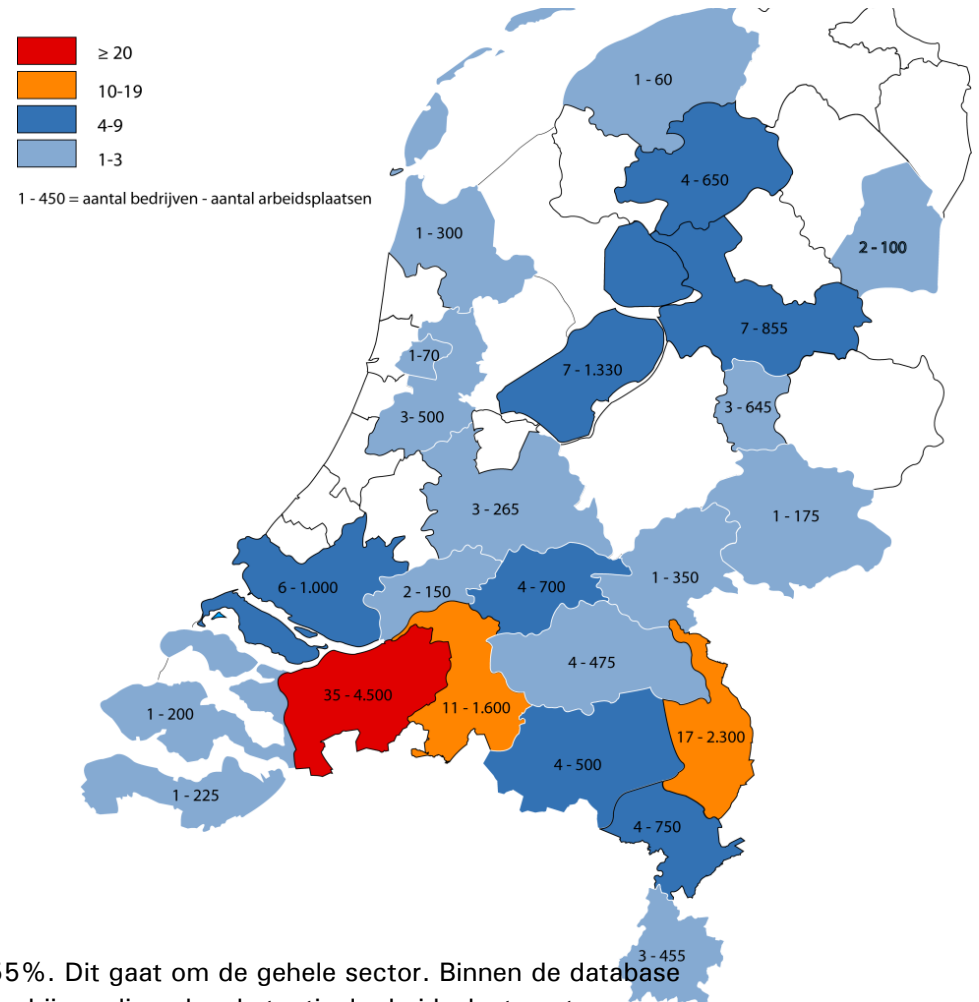 ≥ 20
10-19
4-9
1-3
1 - 450 = aantal bedrijven - aantal arbeidsplaatsen
1 - 60
4 - 650
1 - 300
2 - 100
7 - 855
1-70
7 - 1.330
3- 500
3 - 645
3 - 265
1 - 175
6 - 1.000
2 - 150
4 - 700
1 - 350
4 - 475
35 - 4.500
11 - 1.600
1 - 200
17 - 2.300
4 - 500
1 - 225
4 - 750
3 - 455
55%. Dit gaat om de gehele sector. Binnen de database